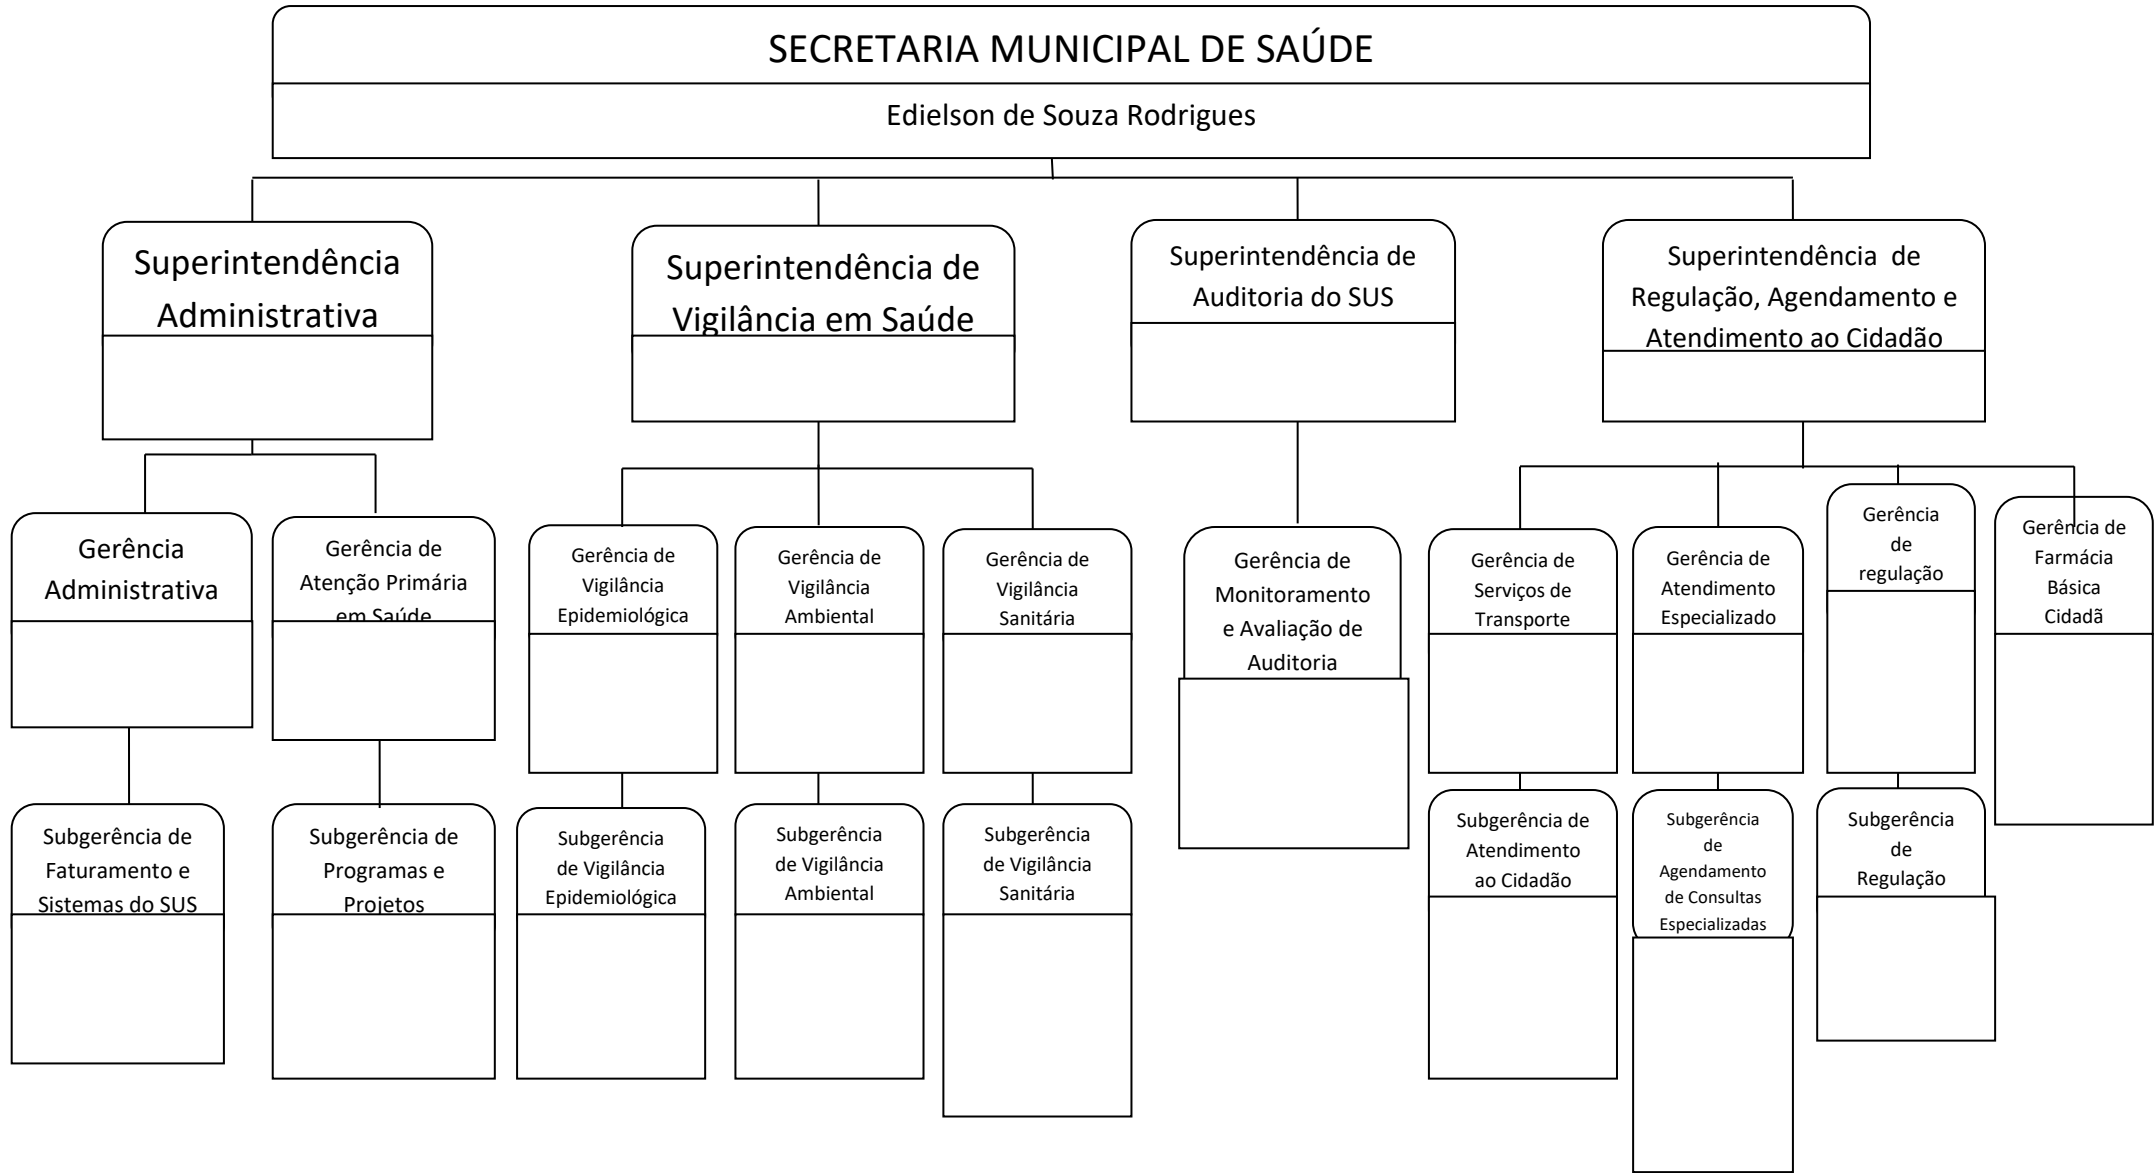 SECRETARIA MUNICIPAL DE SAÚDE
Edielson de Souza Rodrigues
Superintendência
Administrativa
Superintendência de
Vigilância em Saúde
Superintendência de
Auditoria do SUS
Superintendência de
Regulação, Agendamento e
Atendimento ao Cidadão
Gerência
Administrativa
Gerência de
Atenção Primária
em Saúde
Gerência de
Vigilância
Epidemiológica
Gerência de
Vigilância
Ambiental
Gerência de
Vigilância
Sanitária
Gerência de
Monitoramento
e Avaliação de
Auditoria
Gerência de
Serviços de
Transporte
Gerência de
Atendimento
Especializado
Gerência
de
regulação
Gerência de
Farmácia
Básica
Cidadã
Subgerência de
Faturamento e
Sistemas do SUS
Subgerência de
Programas e
Projetos
Subgerência
de Vigilância
Epidemiológica
Subgerência
de Vigilância
Ambiental
Subgerência
de Vigilância
Sanitária
Subgerência de
Atendimento
ao Cidadão
Subgerência
de
Agendamento
de Consultas
Especializadas
Subgerência
de
Regulação